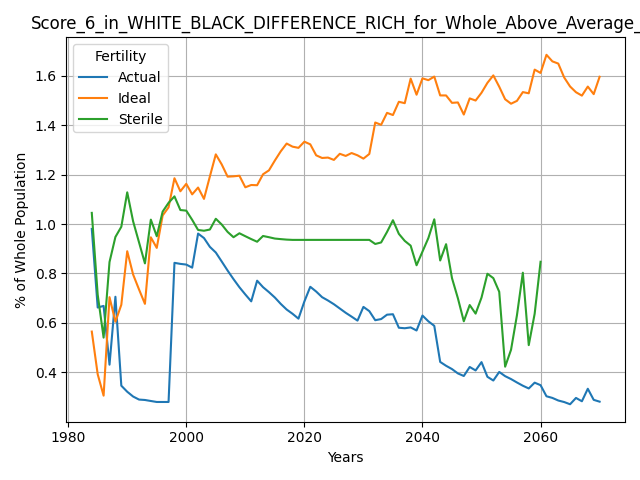 Score_6_in_WHITE_BLACK_DIFFERENCE_RICH_for_Whole_Above_Average_
Fertility
Actual
Ideal
Sterile
% of Whole Population
1.6
1.4
1.2
1.0
0.8
0.6
0.4
1980
2000
2020
2040
2060
Years